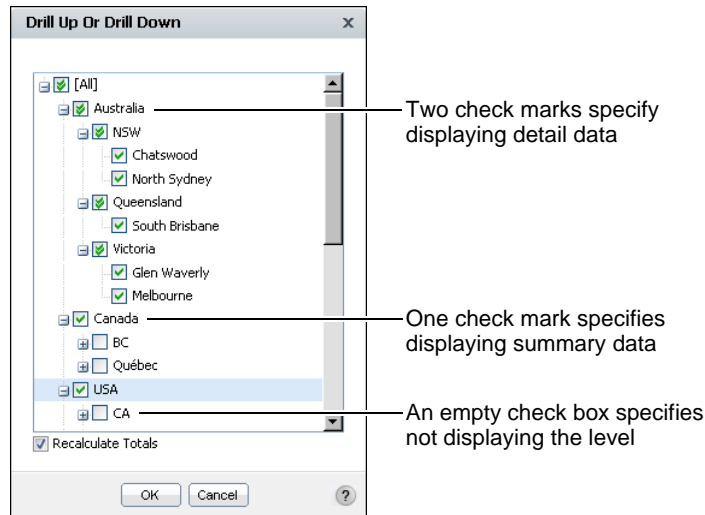 Drill Up Or Drill Down
x
[All]
Australia
Two check marks specify
displaying detail data
NSW
Chatswood
North Sydney
Queensland
South Brisbane
Victoria
Glen Waverly
Melbourne
Canada
One check mark specifies
displaying summary data
BC
Québec
USA
CA
An empty check box specifies
not displaying the level
Recalculate Totals
OK
Cancel
?